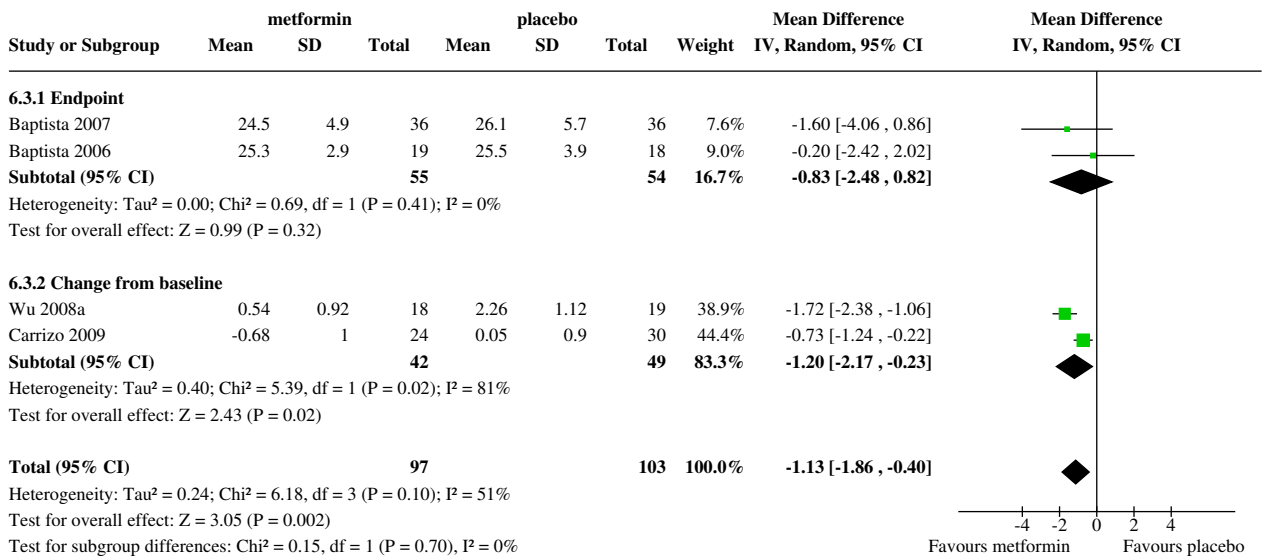 metformin placebo Mean Difference Mean Difference
Study or Subgroup Mean SD Total Mean SD Total Weight IV, Random, 95% CI IV, Random, 95% CI
6.3.1 Endpoint
Baptista 2007 24.5 4.9 36 26.1 5.7 36 7.6% -1.60 [-4.06 , 0.86]
Baptista 2006 25.3 2.9 19 25.5 3.9 18 9.0% -0.20 [-2.42 , 2.02]
Subtotal (95% CI) 55 54 16.7% -0.83 [-2.48 , 0.82]
Heterogeneity: Tau² = 0.00; Chi² = 0.69, df = 1 (P = 0.41); I² = 0%
Test for overall effect: Z = 0.99 (P = 0.32)
6.3.2 Change from baseline
Wu 2008a 0.54 0.92 18 2.26 1.12 19 38.9% -1.72 [-2.38 , -1.06]
Carrizo 2009 -0.68 1 24 0.05 0.9 30 44.4% -0.73 [-1.24 , -0.22]
Subtotal (95% CI) 42 49 83.3% -1.20 [-2.17 , -0.23]
Heterogeneity: Tau² = 0.40; Chi² = 5.39, df = 1 (P = 0.02); I² = 81%
Test for overall effect: Z = 2.43 (P = 0.02)
Total (95% CI) 97 103 100.0% -1.13 [-1.86 , -0.40]
Heterogeneity: Tau² = 0.24; Chi² = 6.18, df = 3 (P = 0.10); I² = 51%
Test for overall effect: Z = 3.05 (P = 0.002)
-4 -2 0 2 4
Test for subgroup differences: Chi² = 0.15, df = 1 (P = 0.70), I² = 0% Favours metformin Favours placebo